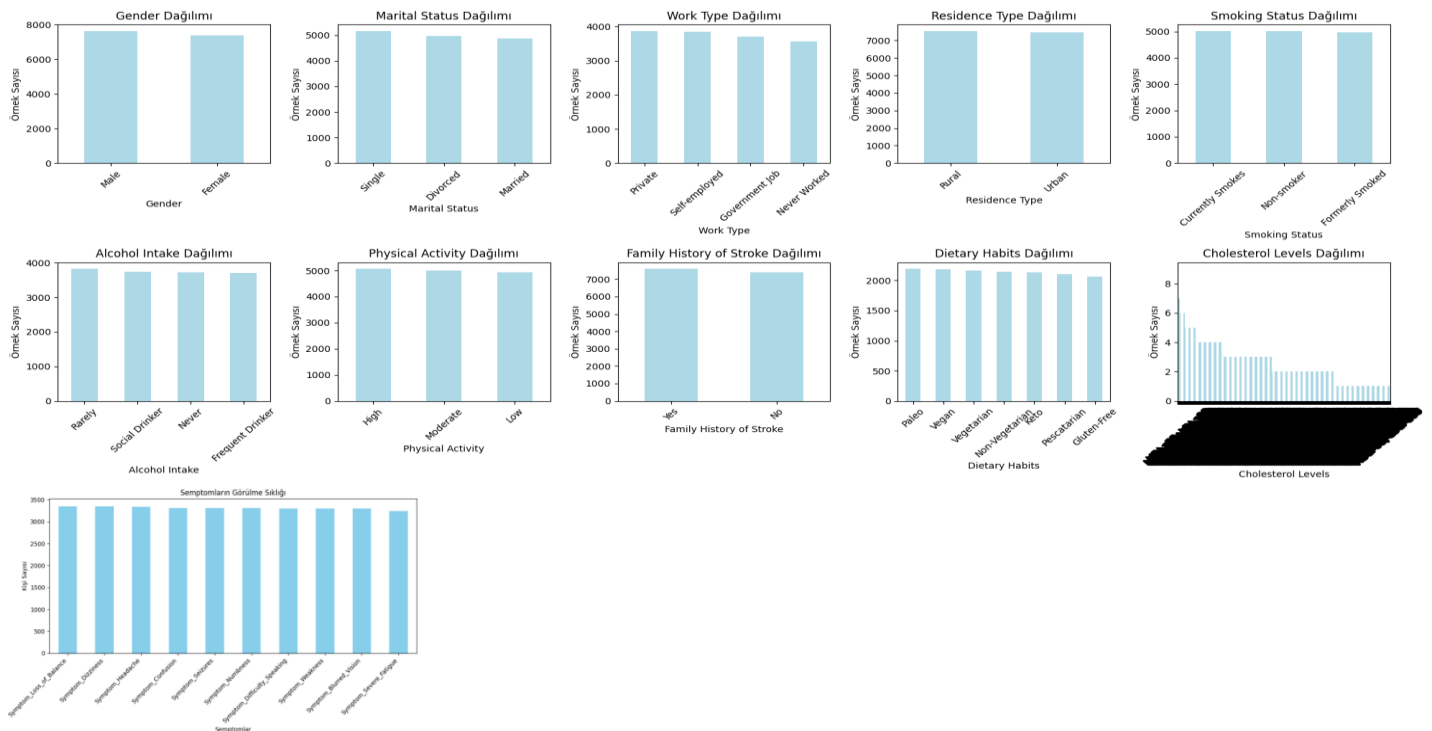 Gender Dağılımı
Örnek Sayısı
8000
6000
4000
2000
0
Male
Female
Gender
Marital Status Dağılımı
Örnek Sayısı
5000
4000
3000
2000
1000
0
Single
Divorced
Married
Marital Status
Work Type Dağılımı
Örnek Sayısı
4000
3000
2000
1000
0
Private
Self-employed
Government Job
Never Worked
Work Type
Residence Type Dağılımı
Örnek Sayısı
7000
6000
5000
4000
3000
2000
1000
0
Rural
Urban
Residence Type
Smoking Status Dağılımı
Örnek Sayısı
5000
4000
3000
2000
1000
0
Currently Smokes
Non-smoker
Formerly Smoked
Smoking Status
Alcohol Intake Dağılımı
Örnek Sayısı
4000
3000
2000
1000
0
Rarely
Social Drinker
Never
Frequent Drinker
Alcohol Intake
Physical Activity Dağılımı
Örnek Sayısı
5000
4000
3000
2000
1000
0
High
Moderate
Low
Physical Activity
Family History of Stroke Dağılımı
Örnek Sayısı
7000
6000
5000
4000
3000
2000
1000
0
Yes
No
Family History of Stroke
Dietary Habits Dağılımı
Örnek Sayısı
2000
1500
1000
500
0
Paleo
Vegan
Vegetarian
Non-Vegetarian
Keto
Pescatarian
Gluten-Free
Dietary Habits
Cholesterol Levels Dağılımı
Örnek Sayısı
8
6
4
2
0
Cholesterol Levels
Semptomların Görülme Sıklığı
Kişi Sayısı
3500
3000
2500
2000
1500
1000
500
0
Symptom_Loss_of_Balance
Symptom_Dizziness
Symptom_Headache
Symptom_Confusion
Symptom_Seizures
Symptom_Numbness
Symptom_Difficulty_Speaking
Symptom_Weakness
Symptom_Blurred_Vision
Symptom_Severe_Fatigue
Semptomlar